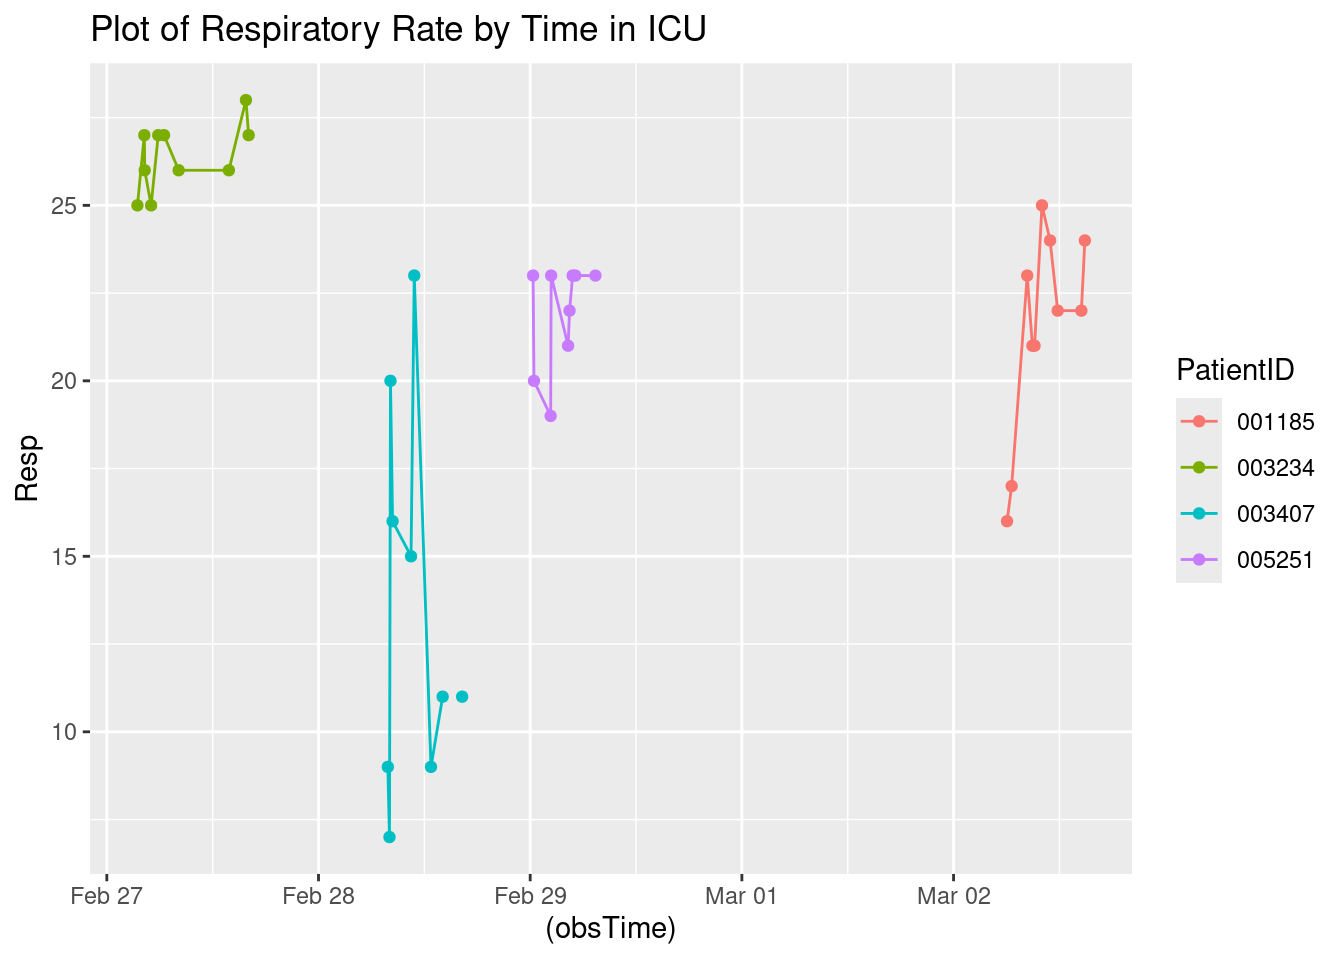 Plot of Respiratory Rate by Time in ICU
25
20
15
10
Resp
Feb 27 Feb 28 Feb 29 Mar 01 Mar 02
(obsTime)
PatientID
001185
003234
003407
005251